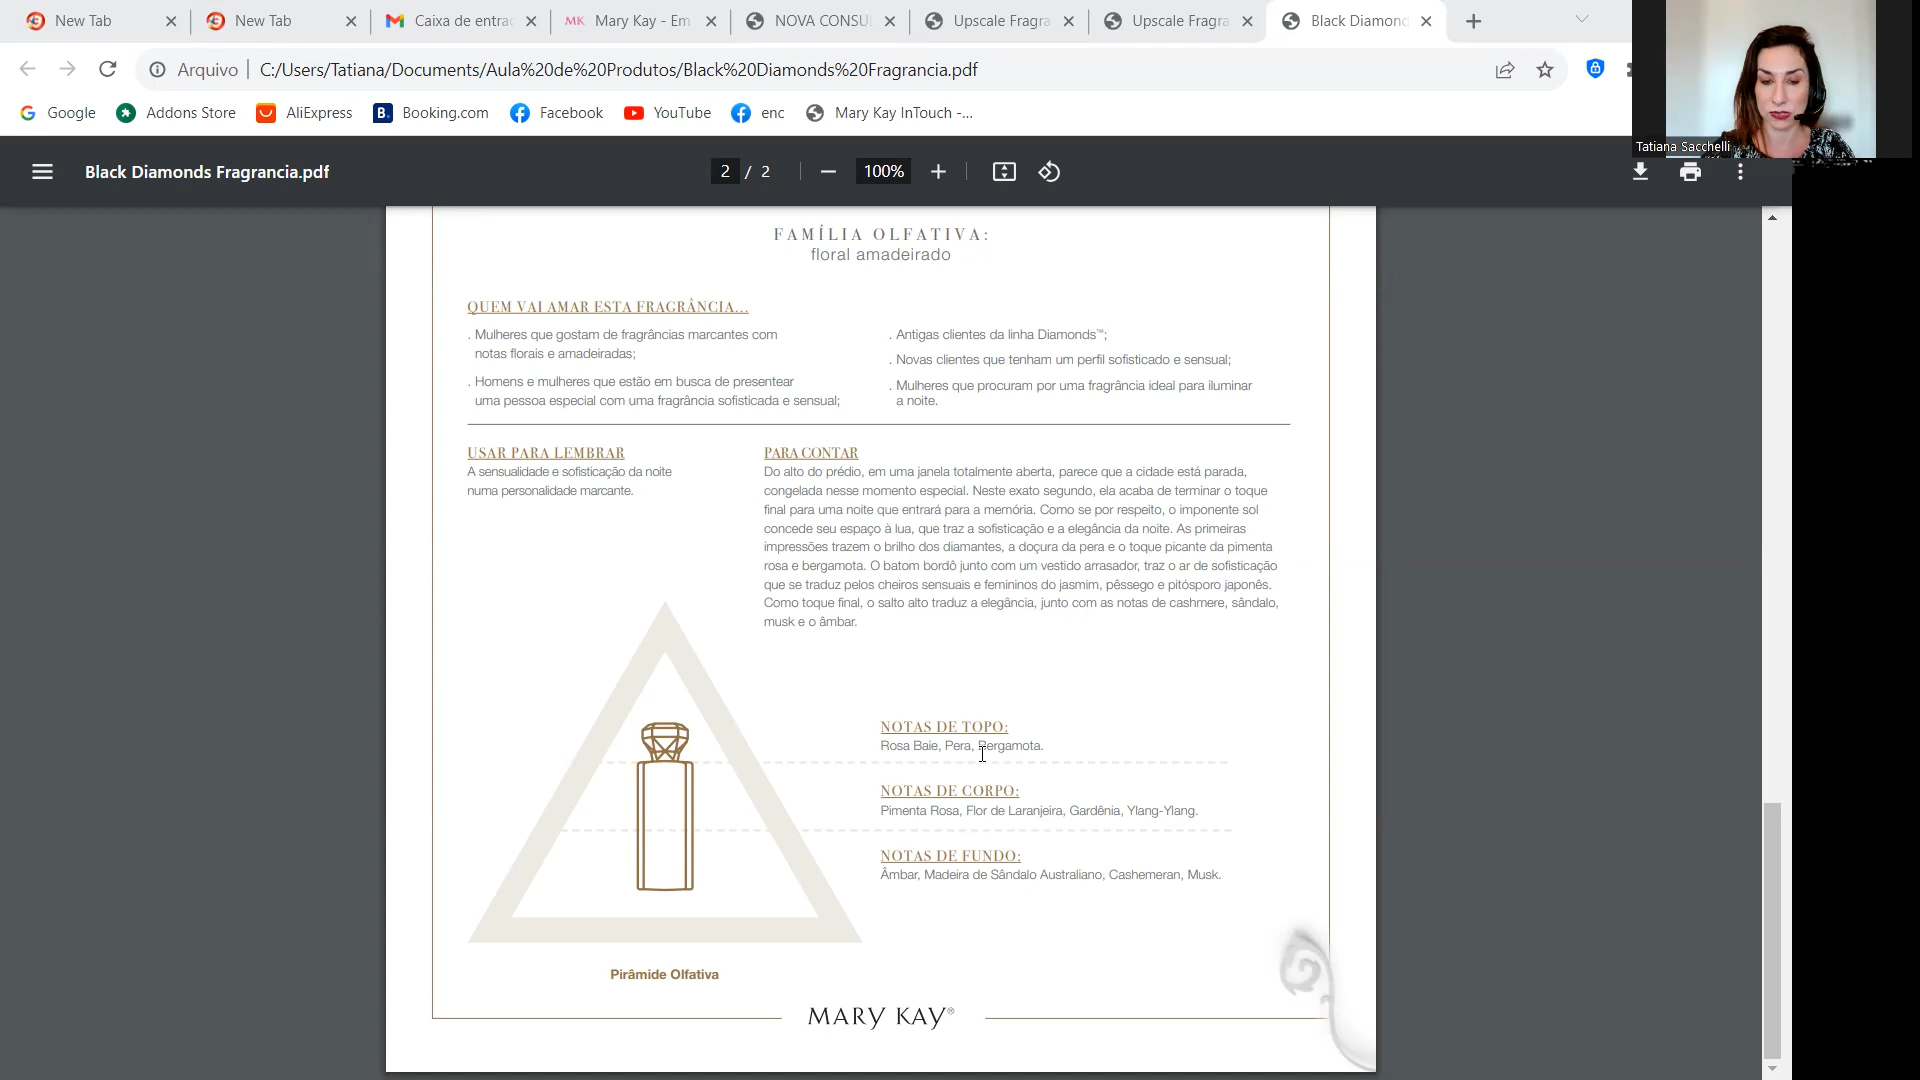 New Tab
New Tab
Caixa de entra
MK Mary Kay - Em
NOVA CONSU
Upscale Fragra
Upscale Fragra
Black Diamond
Arquivo C:/Users/Tatiana/Documents/Aula%20de%20Produtos/Black%20Diamonds%20Fragrancia.pdf
Google Addons Store AliExpress B. Booking.com Facebook YouTube enc Mary Kay InTouch -...
Tatiana Sacchelli
Black Diamonds Fragrancia.pdf
2 / 2
100%
FAMÍLIA OLFATIVA:
floral amadeirado
QUEM VAI AMAR ESTA FRAGRÂNCIA...
. Mulheres que gostam de fragrâncias marcantes com
notas florais e amadeiradas;
. Homens e mulheres que estão em busca de presentear
uma pessoa especial com uma fragrância sofisticada e sensual;
. Antigas clientes da linha Diamonds™;
. Novas clientes que tenham um perfil sofisticado e sensual;
. Mulheres que procuram por uma fragrância ideal para iluminar
a noite.
USAR PARA LEMBRAR
A sensualidade e sofisticação da noite
numa personalidade marcante.
PARA CONTAR
Do alto do prédio, em uma janela totalmente aberta, parece que a cidade está parada,
congelada nesse momento especial. Neste exato segundo, ela acaba de terminar o toque
final para uma noite que entrará para a memória. Como se por respeito, o imponente sol
concede seu espaço à lua, que traz a sofisticação e a elegância da noite. As primeiras
impressões trazem o brilho dos diamantes, a doçura da pera e o toque picante da pimenta
rosa e bergamota. O batom bordô junto com um vestido arrasador, traz o ar de sofisticação
que se traduz pelos cheiros sensuais e femininos do jasmim, pêssego e pitósporo japonês.
Como toque final, o salto alto traduz a elegância, junto com as notas de cashmere, sândalo,
musk e o âmbar.
NOTAS DE TOPO:
Rosa Baie, Pera, Bergamota.
NOTAS DE CORPO:
Pimenta Rosa, Flor de Laranjeira, Gardênia, Ylang-Ylang.
NOTAS DE FUNDO:
Âmbar, Madeira de Sândalo Australiano, Cashemeran, Musk.
Pirâmide Olfativa
MARY KAY®